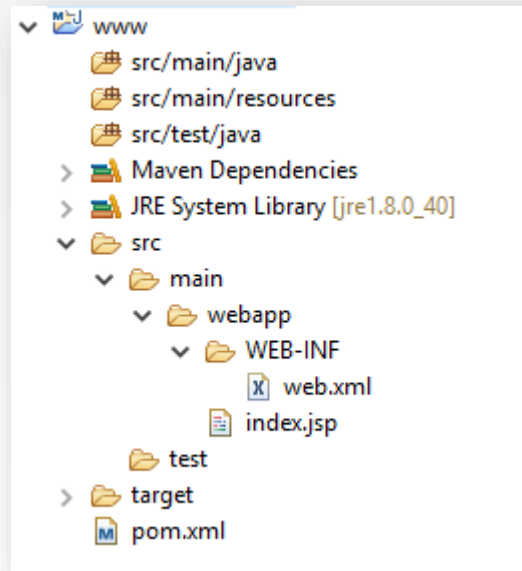 www
src/main/java
src/main/resources
src/test/java
Maven Dependencies
JRE System Library [jre1.8.0_40]
src
main
webapp
WEB-INF
web.xml
index.jsp
test
target
pom.xml